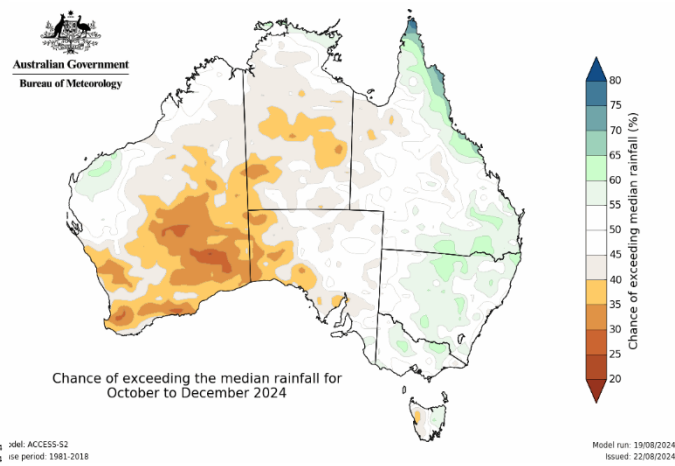 Australian Government
Bureau of Meteorology
80
75
70
65
60
55
50
45
40
35
30
25
20
Chance of exceeding median rainfall (%)
Chance of exceeding the median rainfall for
October to December 2024
ACCESS-S2
period: 1981-2018
Model run: 19/08/2024
Issued: 22/08/2024